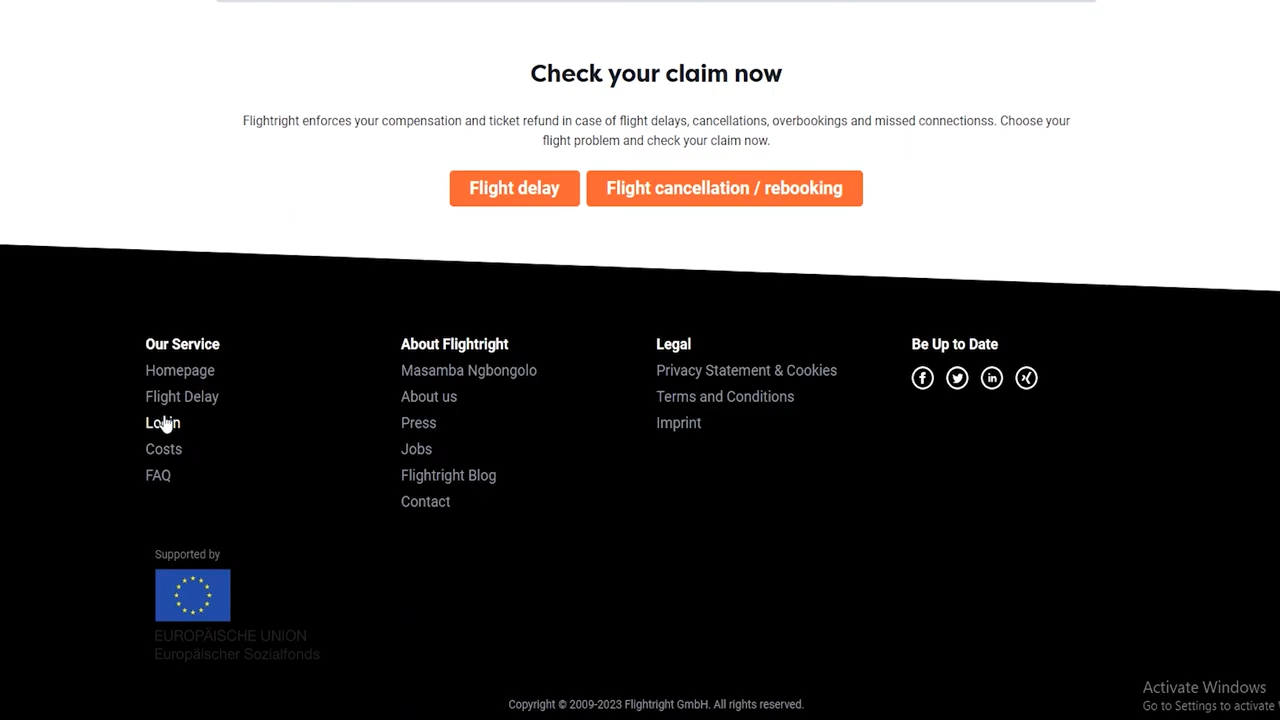 Check your claim now
Flightright enforces your compensation and ticket refund in case of flight delays, cancellations, overbookings and missed connectionss. Choose your
flight problem and check your claim now.
Flight delay
Flight cancellation / rebooking
Our Service
Homepage
Flight Delay
Login
Costs
FAQ
About Flightright
Masamba Ngbongolo
About us
Press
Jobs
Flightright Blog
Contact
Legal
Privacy Statement & Cookies
Terms and Conditions
Imprint
Be Up to Date
Supported by
EUROPÄISCHE UNION
Europäischer Sozialfonds
Copyright © 2009-2023 Flightright GmbH. All rights reserved.
Activate Windows
Go to Settings to activate